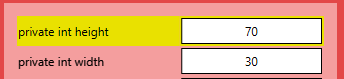 private int height 70
private int width 30